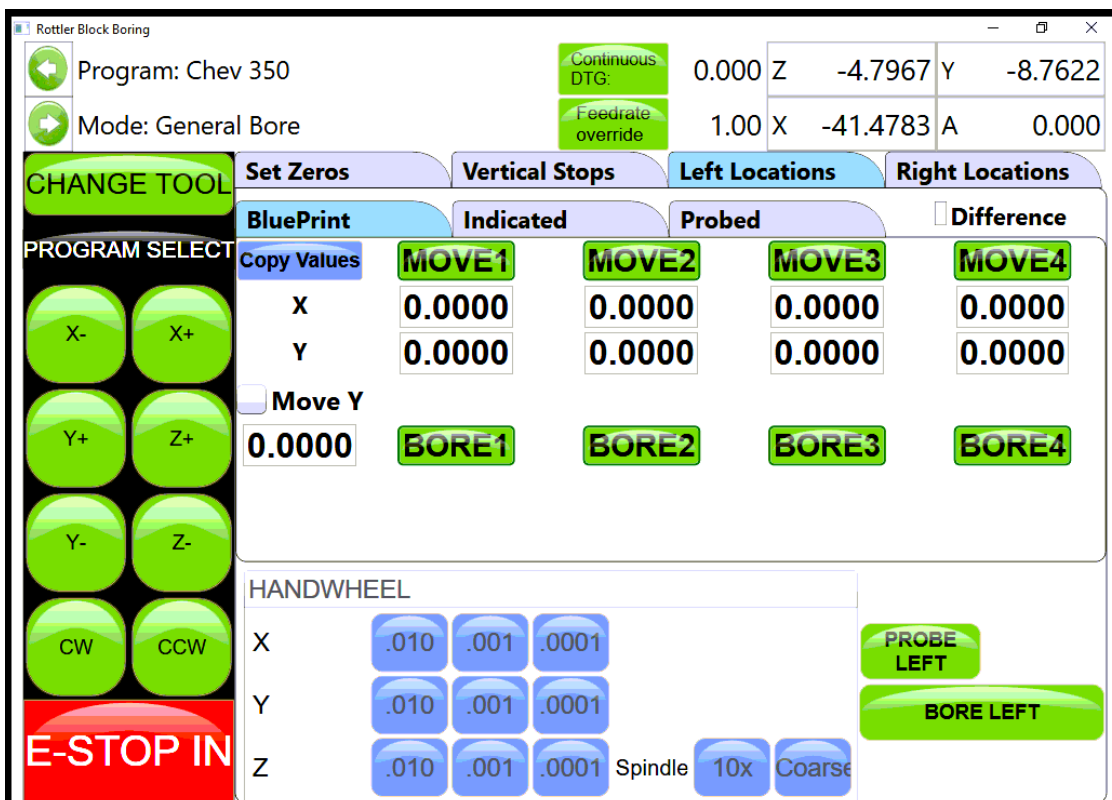 Rottler Block Boring
Program: Chev 350
Continuous DTG: 0.000 Z -4.7967 Y -8.7622
Mode: General Bore
Feedrate override 1.00 X -41.4783 A 0.000
CHANGE TOOL
Set Zeros Vertical Stops Left Locations Right Locations
BluePrint Indicated Probed Difference
PROGRAM SELECT
Copy Values MOVE1 MOVE2 MOVE3 MOVE4
X 0.0000 0.0000 0.0000 0.0000
Y 0.0000 0.0000 0.0000 0.0000
Move Y
0.0000 BORE1 BORE2 BORE3 BORE4
X- X+
Y+ Z+
Y- Z-
CW CCW
E-STOP IN
HANDWHEEL
X .010 .001 .0001
Y .010 .001 .0001
Z .010 .001 .0001 Spindle 10x Coarse
PROBE
LEFT
BORE LEFT